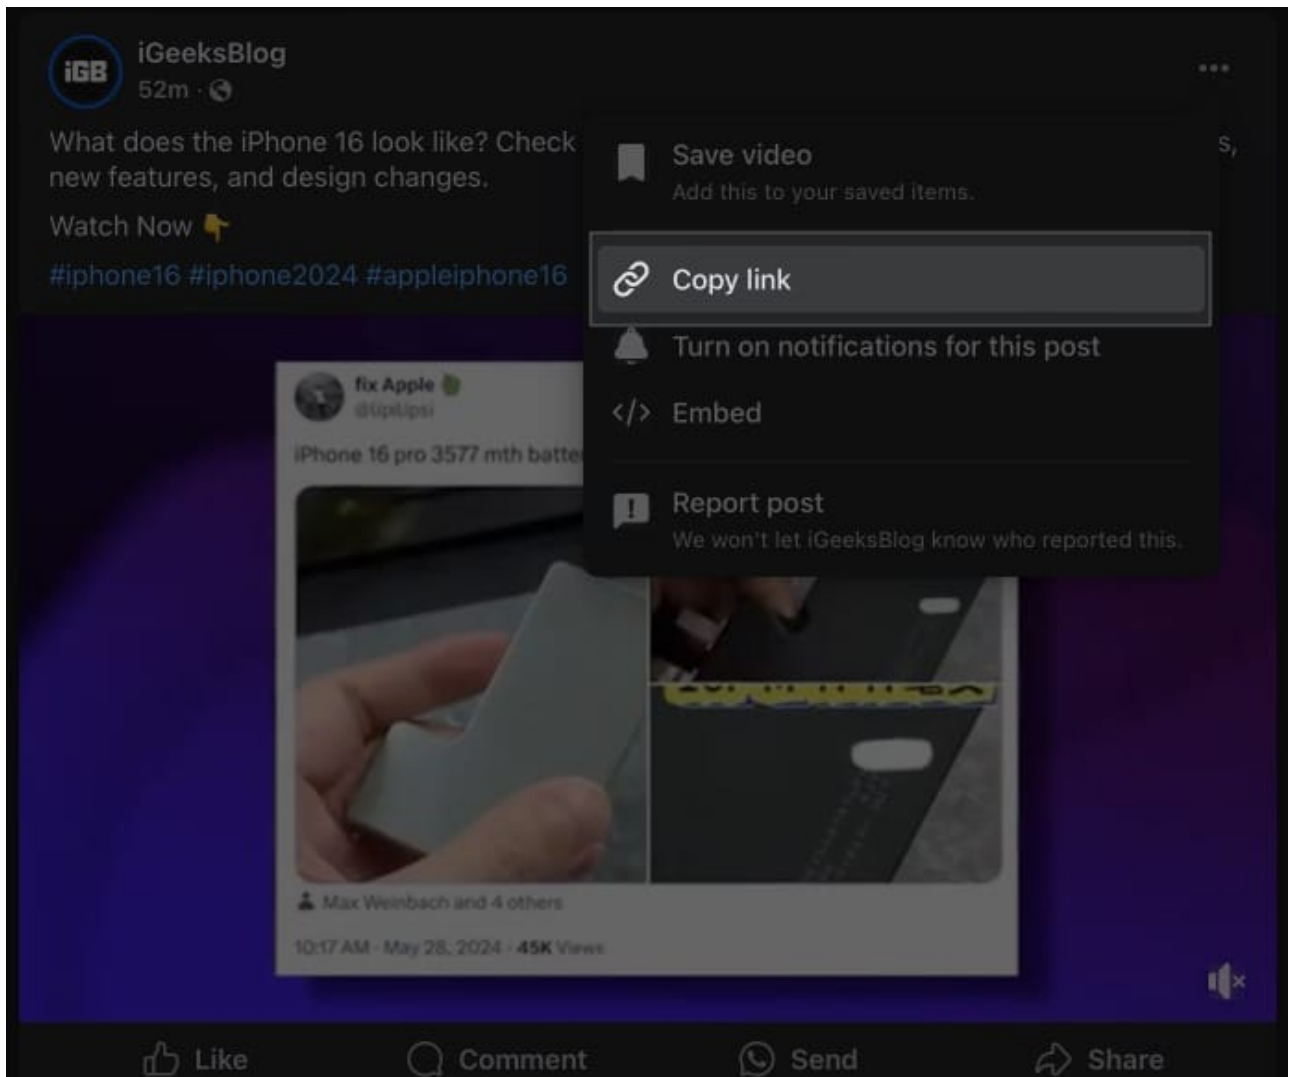 iGB
iGeeksBlog
52m ·
What does the iPhone 16 look like? Check
s,
new features, and design changes.
Watch Now 👇
#iphone16 #iphone2024 #appleiphone16
Save video
Add this to your saved items.
Copy link
Turn on notifications for this post
</> Embed
Report post
We won't let iGeeksBlog know who reported this.
fix Apple
@lipilipsi
iPhone 16 pro 3577 mth
Max Weinbach and 4 others
10:17 AM · May 28, 2024 · 45K Views
Like
Comment
Send
Share